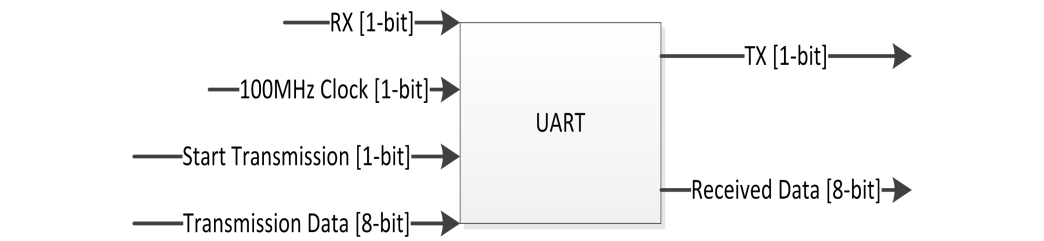 RX [1-bit]
TX [1-bit]
100MHz Clock [1-bit]
UART
Start Transmission [1-bit]
Received Data [8-bit]
Transmission Data [8-bit]